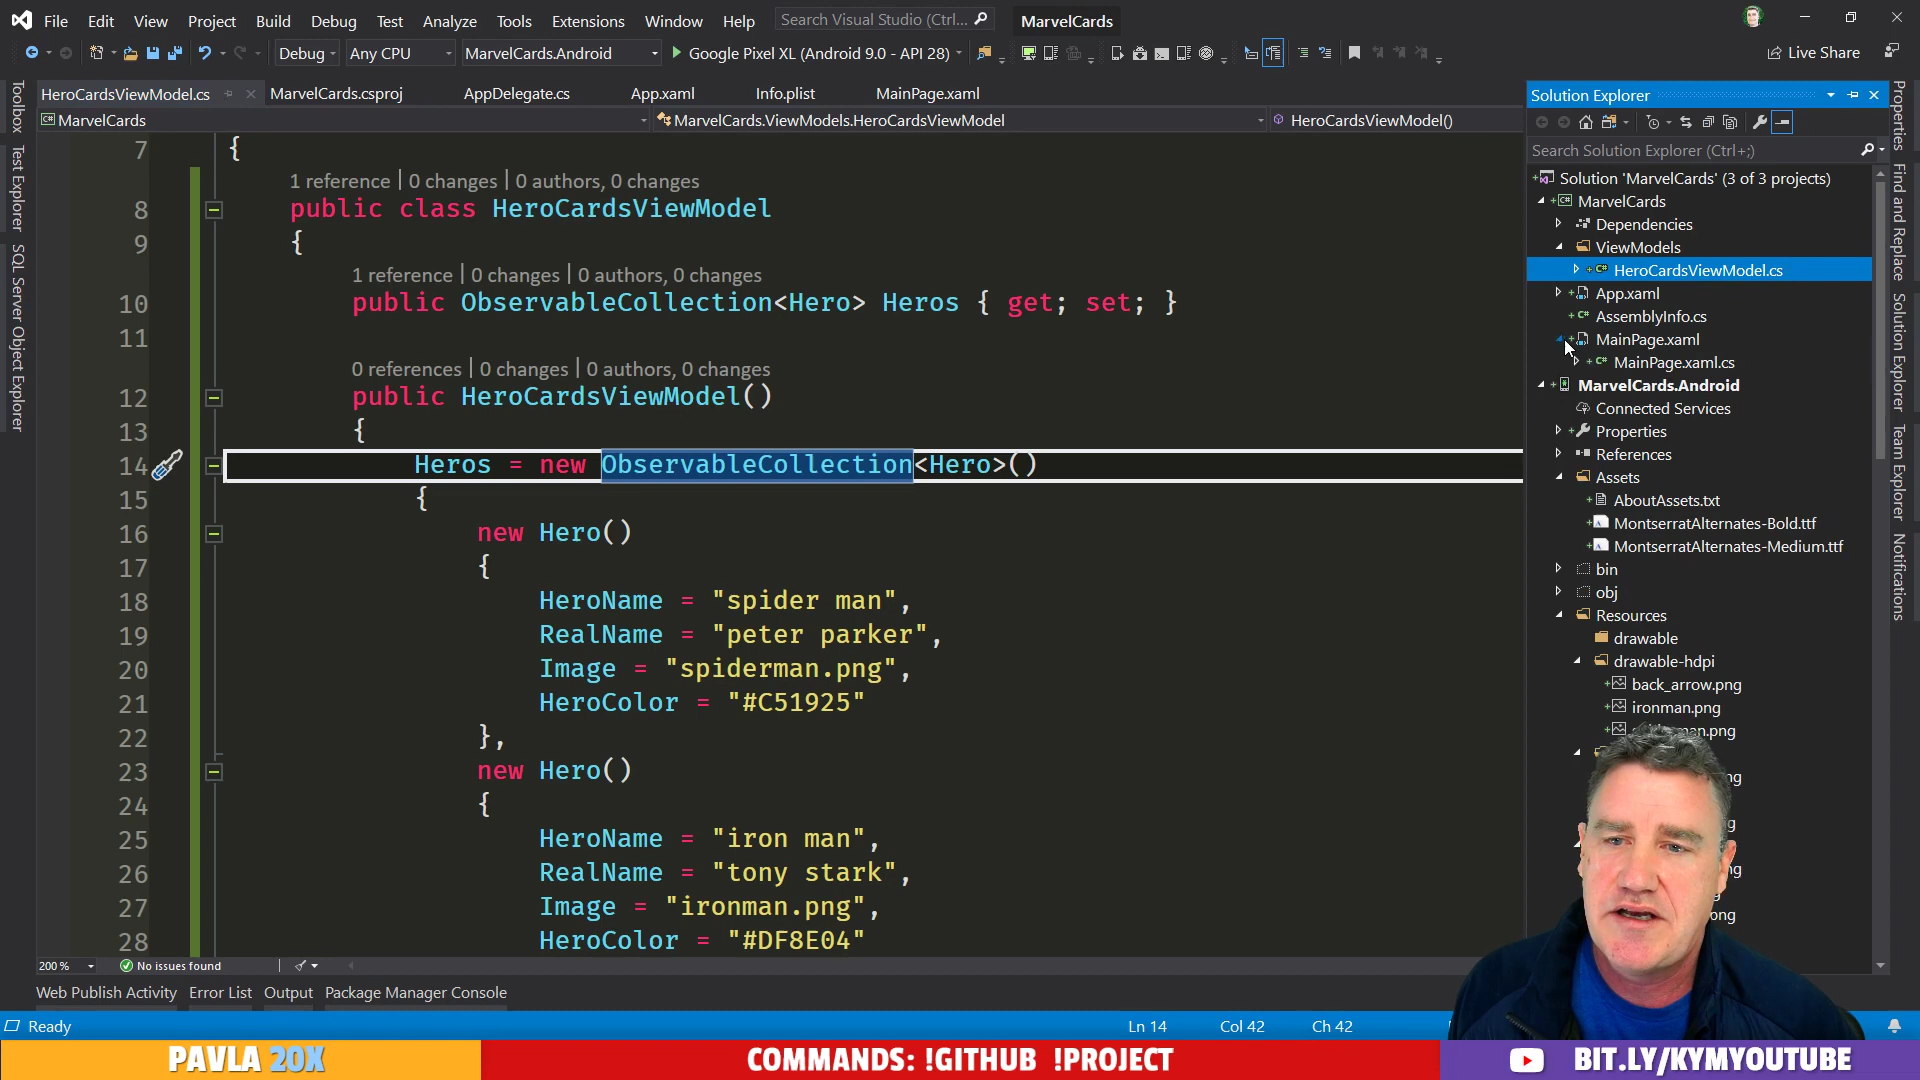 File Edit View Project Build Debug Test Analyze Tools Extensions Window Help Search Visual Studio (Ctrl... MarvelCards
Debug Any CPU MarvelCards.Android Google Pixel XL (Android 9.0 - API 28) Live Share
HeroCardsViewModel.cs MarvelCards.csproj AppDelegate.cs App.xaml Info.plist MainPage.xaml
MarvelCards MarvelCards.ViewModels.HeroCardsViewModel HeroCardsViewModel()
Toolbox
Test Explorer
SQL Server Object Explorer
7 {
1 reference | 0 changes | 0 authors, 0 changes
8 public class HeroCardsViewModel
9 {
1 reference | 0 changes | 0 authors, 0 changes
10 public ObservableCollection<Hero> Heros { get; set; }
11
0 references | 0 changes | 0 authors, 0 changes
12 public HeroCardsViewModel()
13 {
14 Heros = new ObservableCollection<Hero>()
15 {
16 new Hero()
17 {
18 HeroName = "spider man",
19 RealName = "peter parker",
20 Image = "spiderman.png",
21 HeroColor = "#C51925"
22 },
23 new Hero()
24 {
25 HeroName = "iron man",
26 RealName = "tony stark",
27 Image = "ironman.png",
28 HeroColor = "#DF8E04"
200 % No issues found
Web Publish Activity Error List Output Package Manager Console
Ready Ln 14 Col 42 Ch 42
Solution Explorer
Search Solution Explorer (Ctrl+;)
Solution 'MarvelCards' (3 of 3 projects)
MarvelCards
Dependencies
ViewModels
HeroCardsViewModel.cs
App.xaml
AssemblyInfo.cs
MainPage.xaml
MainPage.xaml.cs
MarvelCards.Android
Connected Services
Properties
References
Assets
AboutAssets.txt
MontserratAlternates-Bold.ttf
MontserratAlternates-Medium.ttf
bin
obj
Resources
drawable
drawable-hdpi
back_arrow.png
ironman.png
Properties
Find and Replace
Solution Explorer
Team Explorer
Notifications
PAVLA 20X COMMANDS: !GITHUB !PROJECT BIT.LY/KYMYOUTUBE